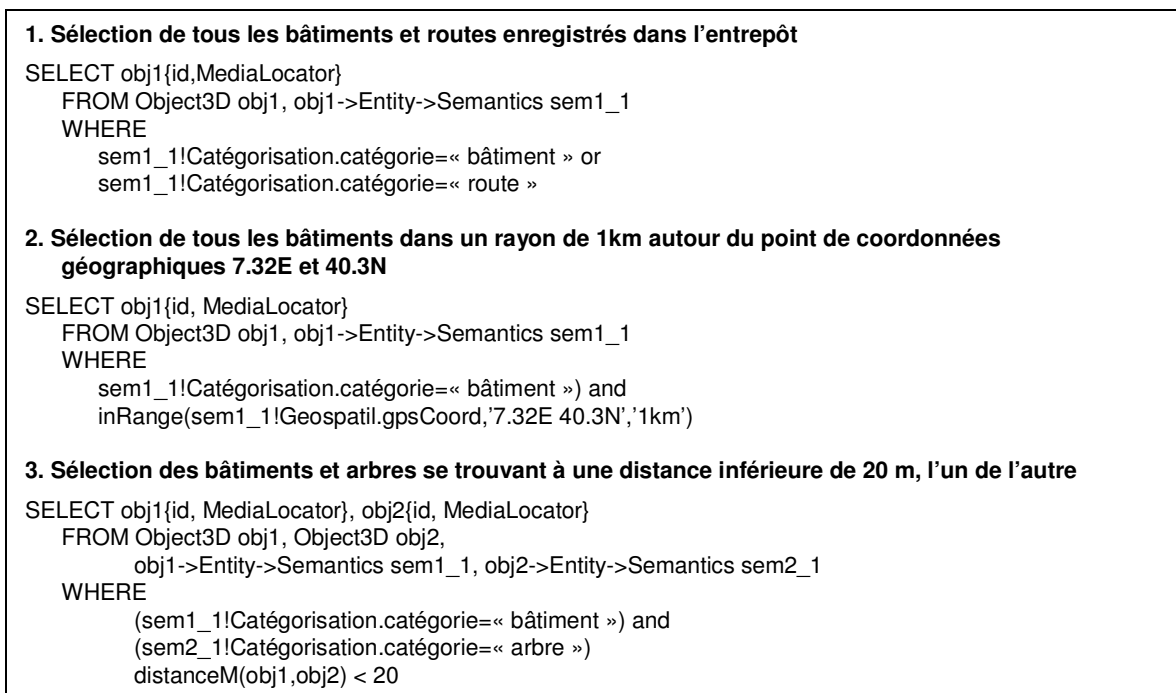 1. Sélection de tous les bâtiments et routes enregistrés dans l'entrepôt
SELECT obj1{id,MediaLocator}
FROM Object3D obj1, obj1->Entity->Semantics sem1_1
WHERE
sem1_1!Catégorisation.catégorie=« bâtiment » or
sem1_1!Catégorisation.catégorie=« route »
2. Sélection de tous les bâtiments dans un rayon de 1km autour du point de coordonnées
géographiques 7.32E et 40.3N
SELECT obj1{id, MediaLocator}
FROM Object3D obj1, obj1->Entity->Semantics sem1_1
WHERE
sem1_1!Catégorisation.catégorie=« bâtiment ») and
inRange(sem1_1!Geospatil.gpsCoord,'7.32E 40.3N','1km')
3. Sélection des bâtiments et arbres se trouvant à une distance inférieure de 20 m, l'un de l'autre
SELECT obj1{id, MediaLocator}, obj2{id, MediaLocator}
FROM Object3D obj1, Object3D obj2,
obj1->Entity->Semantics sem1_1, obj2->Entity->Semantics sem2_1
WHERE
(sem1_1!Catégorisation.catégorie=« bâtiment ») and
(sem2_1!Catégorisation.catégorie=« arbre »)
distanceM(obj1,obj2) < 20